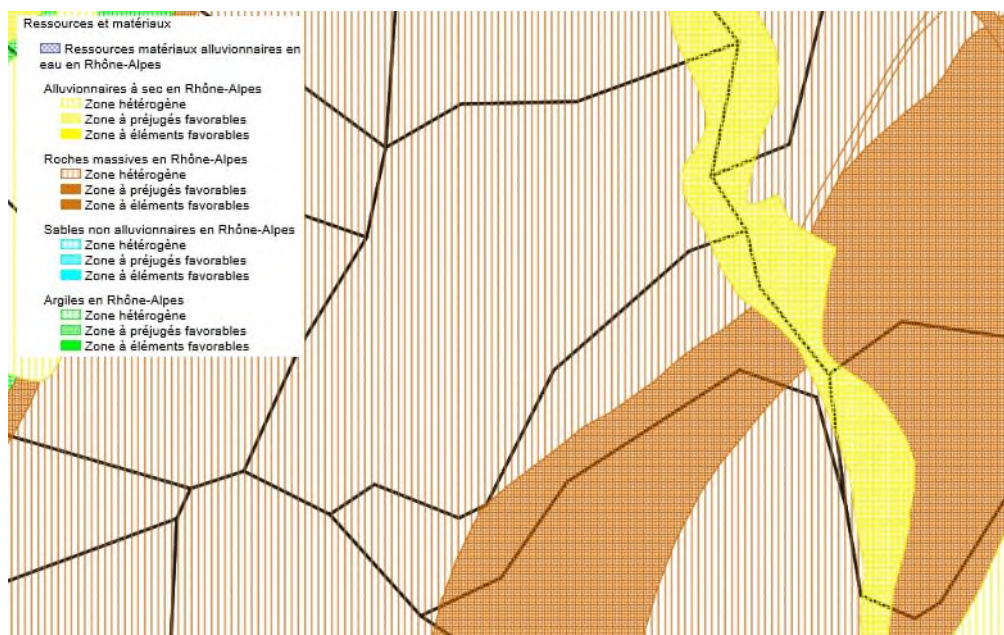 Ressources et matériaux
Ressources matériaux alluvionnaires en
eau en Rhône-Alpes
Alluvionnaires à sec en Rhône-Alpes
Zone hétérogène
Zone à préjugés favorables
Zone à éléments favorables
Roches massives en Rhône-Alpes
Zone hétérogène
Zone à préjugés favorables
Zone à éléments favorables
Sables non alluvionnaires en Rhône-Alpes
Zone hétérogène
Zone à préjugés favorables
Zone à éléments favorables
Argiles en Rhône-Alpes
Zone hétérogène
Zone à préjugés favorables
Zone à éléments favorables